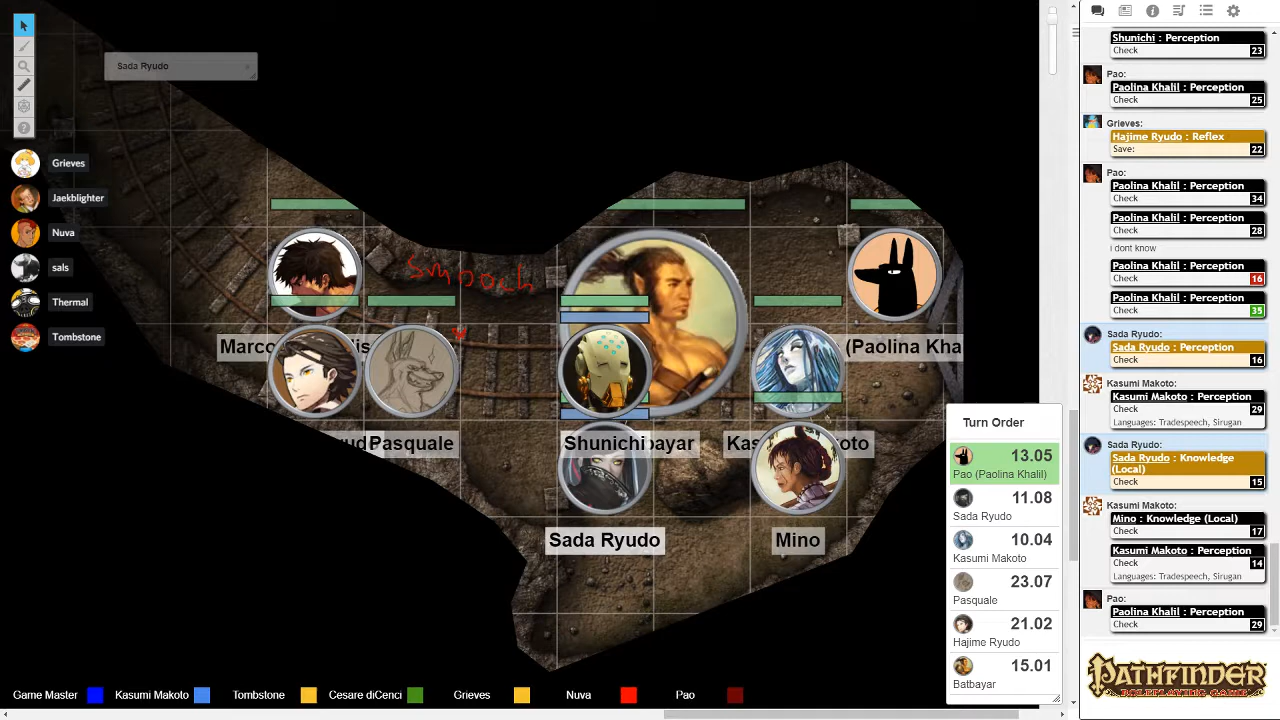 Sada Ryudo
Grieves
Jaekblighter
Nuva
sals
Thermal
Tombstone
Smooch
Marco
is
(Paolina Kha
Pasquale
Shunichi
bayar
Kas
oto
Sada Ryudo
Mino
Game Master
Kasumi Makoto
Tombstone
Cesare diCenci
Grieves
Nuva
Pao
Turn Order
13.05
Pao (Paolina Khalil)
11.08
Sada Ryudo
10.04
Kasumi Makoto
23.07
Pasquale
21.02
Hajime Ryudo
15.01
Batbayar
Shunichi : Perception
Check 23
Pao:
Paolina Khalil : Perception
Check 25
Grieves:
Hajime Ryudo : Reflex
Save: 22
Pao:
Paolina Khalil : Perception
Check 34
Paolina Khalil : Perception
Check 28
i dont know
Paolina Khalil : Perception
Check 16
Paolina Khalil : Perception
Check 35
Sada Ryudo:
Sada Ryudo : Perception
Check 16
Kasumi Makoto:
Kasumi Makoto : Perception
Check 29
Languages: Tradespeech, Sirugan
Sada Ryudo:
Sada Ryudo : Knowledge
(Local)
Check 15
Kasumi Makoto:
Mino : Knowledge (Local)
Check 17
Kasumi Makoto : Perception
Check 14
Languages: Tradespeech, Sirugan
Pao:
Paolina Khalil : Perception
Check 29
PATHFINDER
ROLEPLAYING GAME